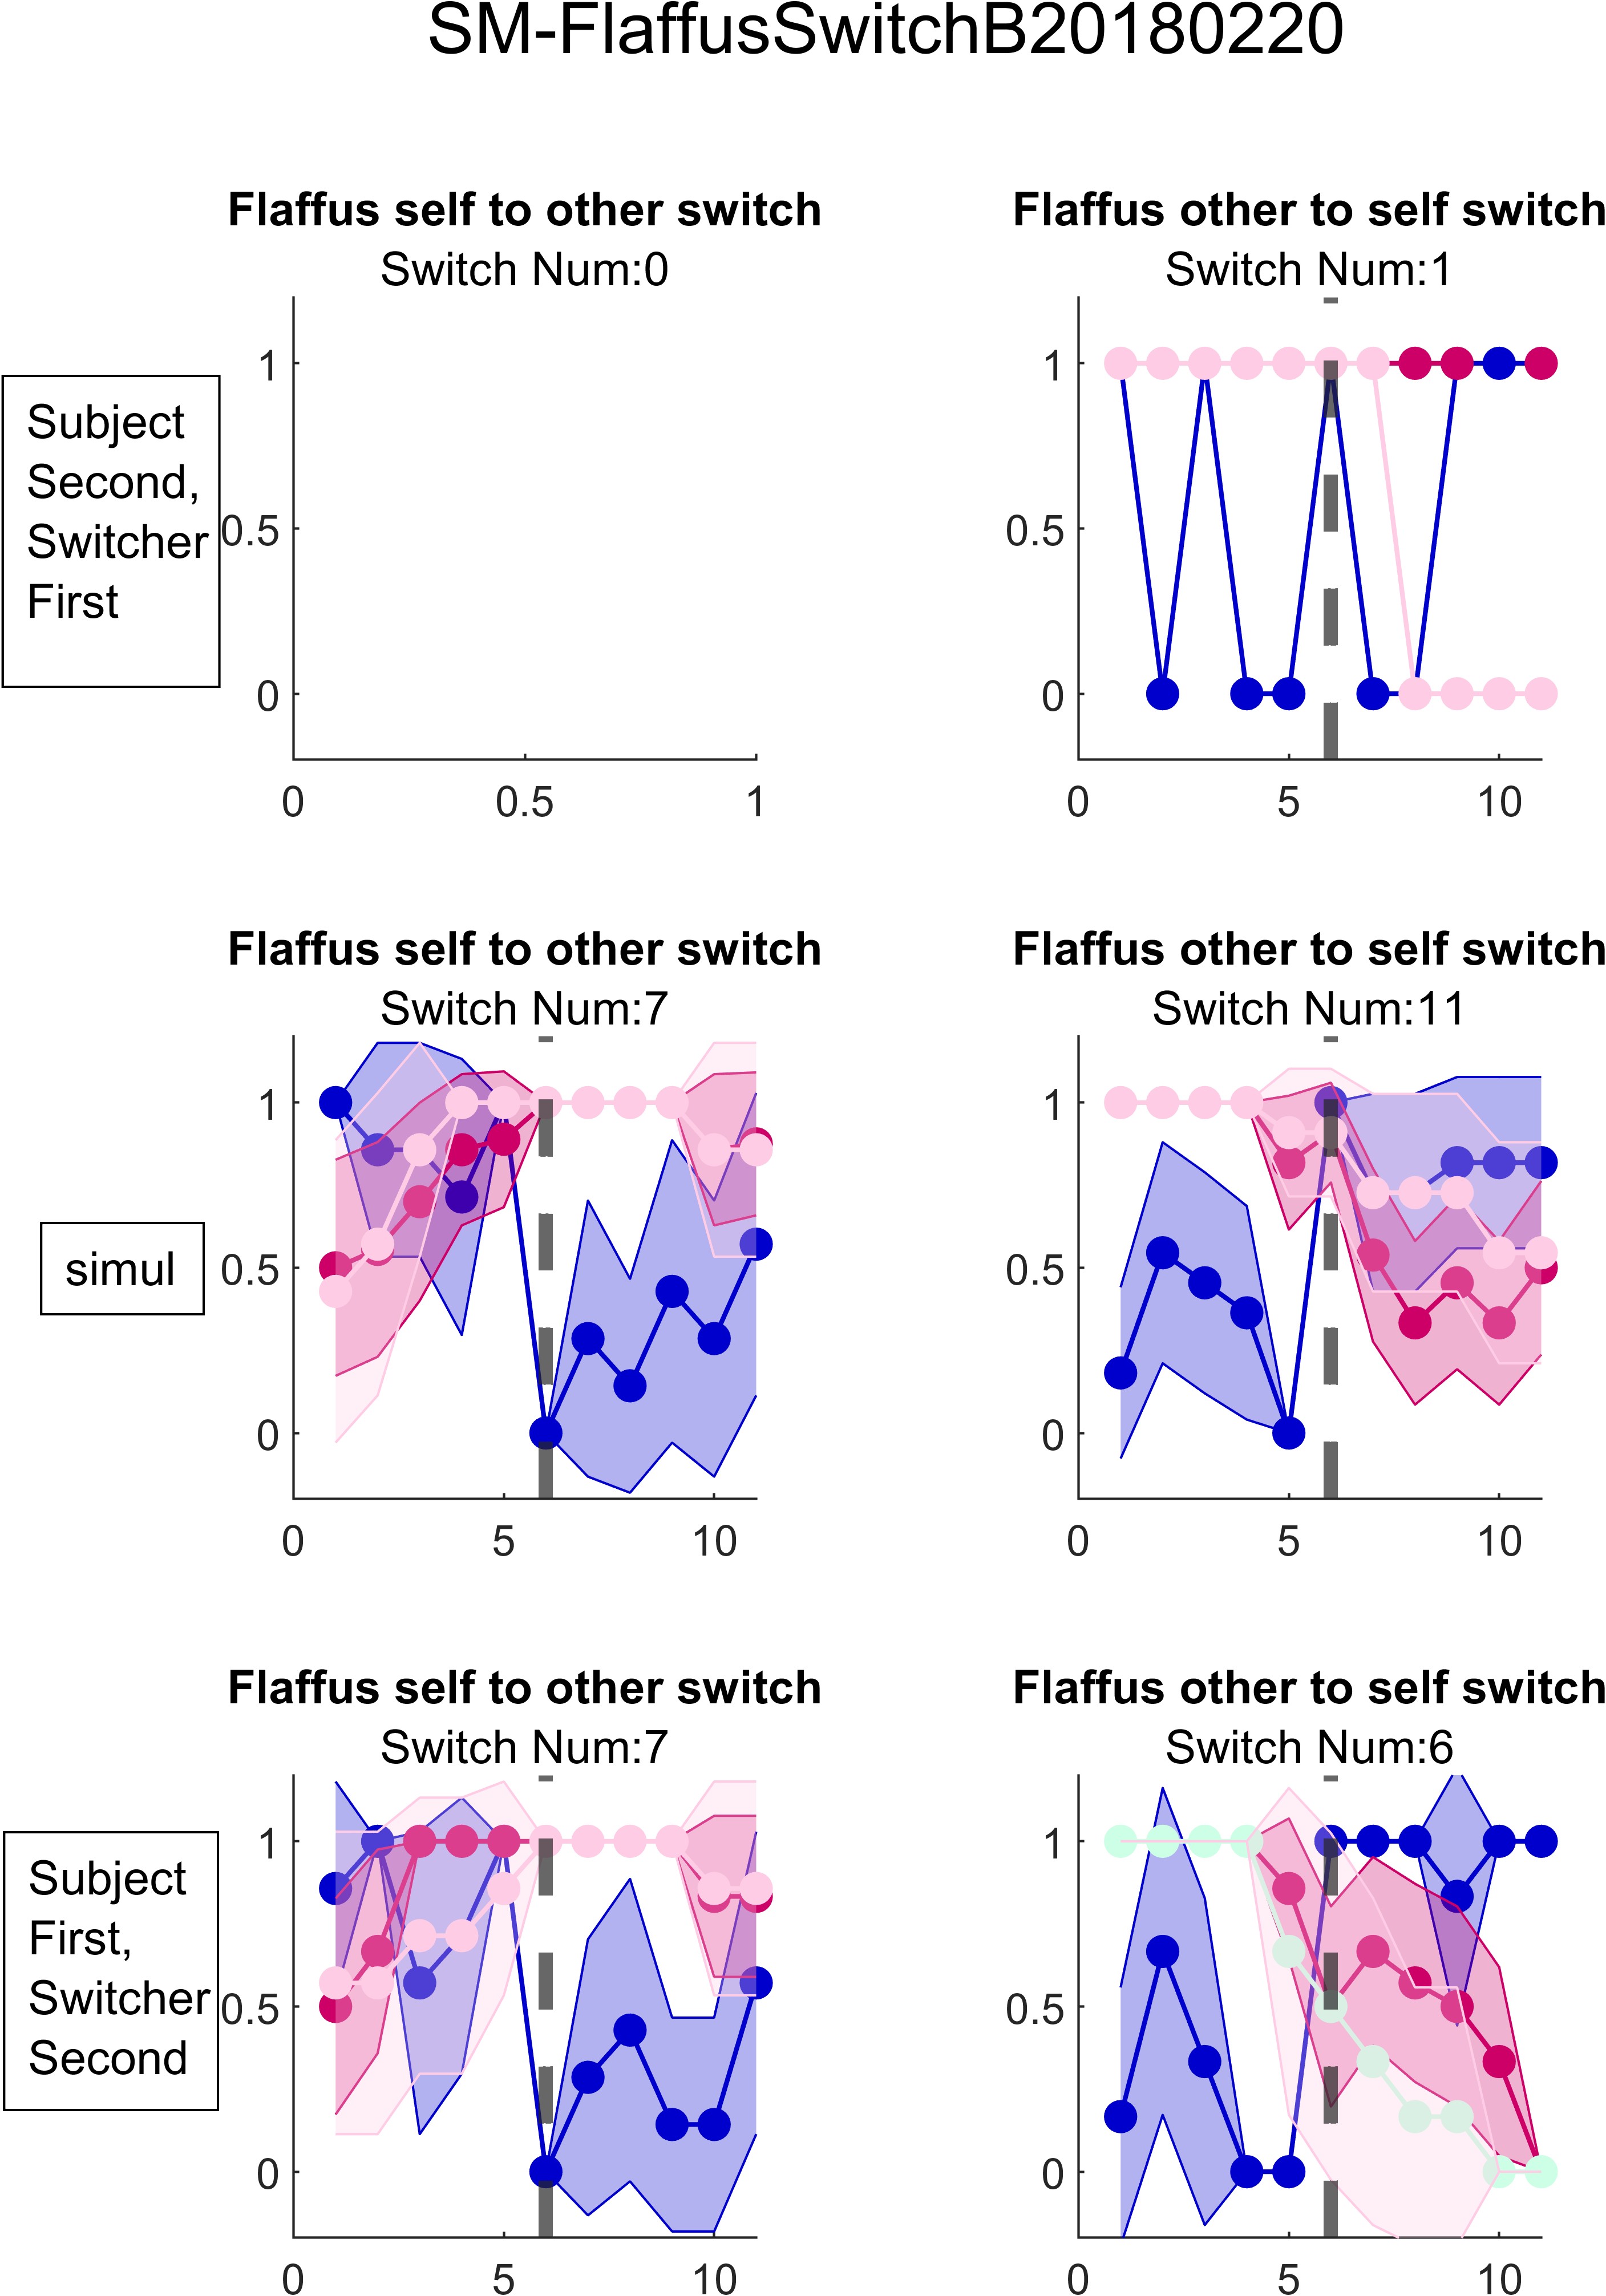 SM-FlaffusSwitchB20180220
Flaffus self to other switch
Switch Num:0
Flaffus other to self switch
Switch Num:1
Subject
Second,
Switcher
First
1
0.5
0
0
0.5
1
1
0.5
0
0
5
10
Flaffus self to other switch
Switch Num:7
Flaffus other to self switch
Switch Num:11
simul
1
0.5
0
0
5
10
1
0.5
0
0
5
10
Flaffus self to other switch
Switch Num:7
Flaffus other to self switch
Switch Num:6
Subject
First,
Switcher
Second
1
0.5
0
0
5
10
1
0.5
0
0
5
10